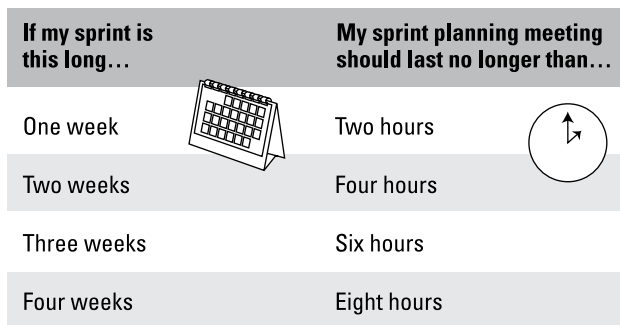 If my sprint is
this long…
My sprint planning meeting
should last no longer than…
One week
Two hours
Two weeks
Four hours
Three weeks
Six hours
Four weeks
Eight hours